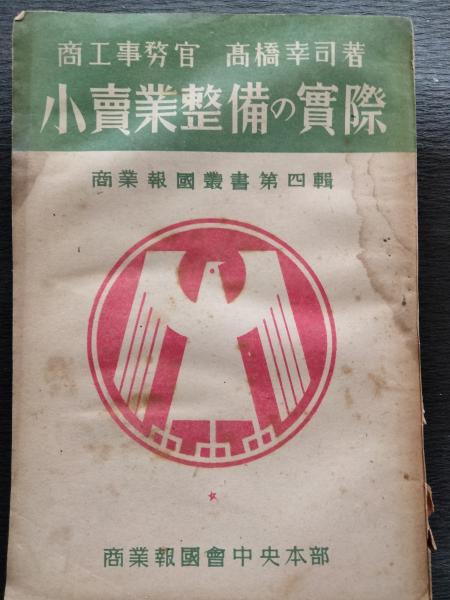 商工事務官 髙橋幸司著
小賣業整備の實際
商業報國叢書第四輯
商業報國會中央本部